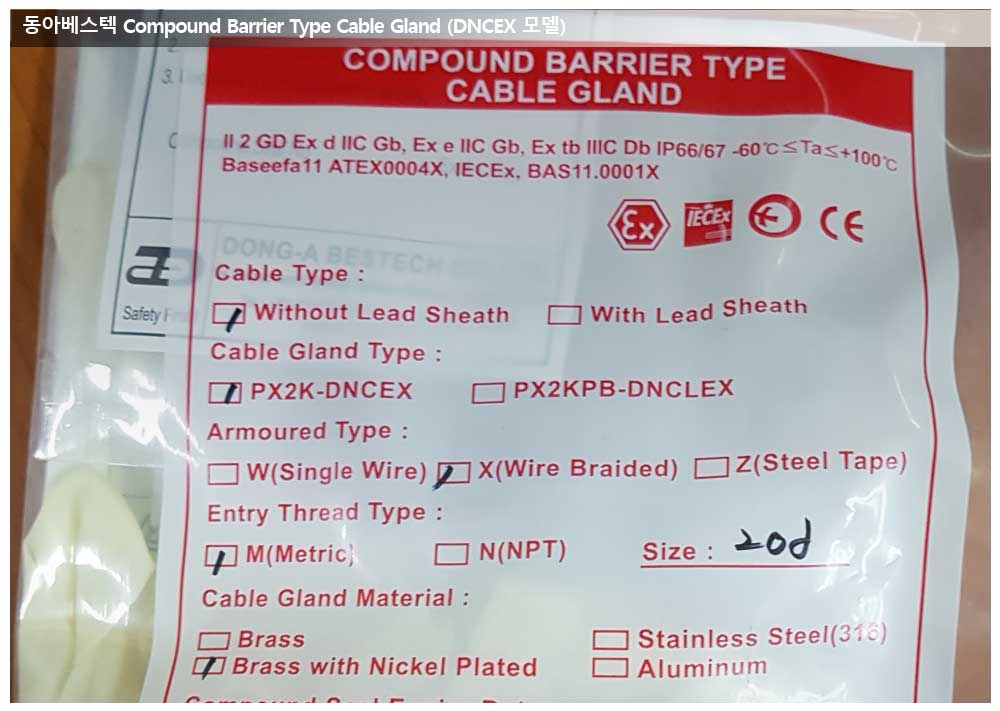 동아베스텍 Compound Barrier Type Cable Gland (DNCEX 모델)
2.
3.
COMPOUND BARRIER TYPE
CABLE GLAND
II 2 GD Ex d IIC Gb, Ex e IIC Gb, Ex tb IIIC Db IP66/67 -60℃≤Ta≤+100℃
Baseefa11 ATEX0004X, IECEx, BAS11.0001X
Ex IECEx CE
DONG-A BESTECH
Safety
Cable Type :
Without Lead Sheath With Lead Sheath
Cable Gland Type :
PX2K-DNCEX PX2KPB-DNCLEX
Armoured Type :
W(Single Wire) X(Wire Braided) Z(Steel Tape)
Entry Thread Type :
M(Metric) N(NPT) Size : 20d
Cable Gland Material :
Brass Stainless Steel(316)
Brass with Nickel Plated Aluminum